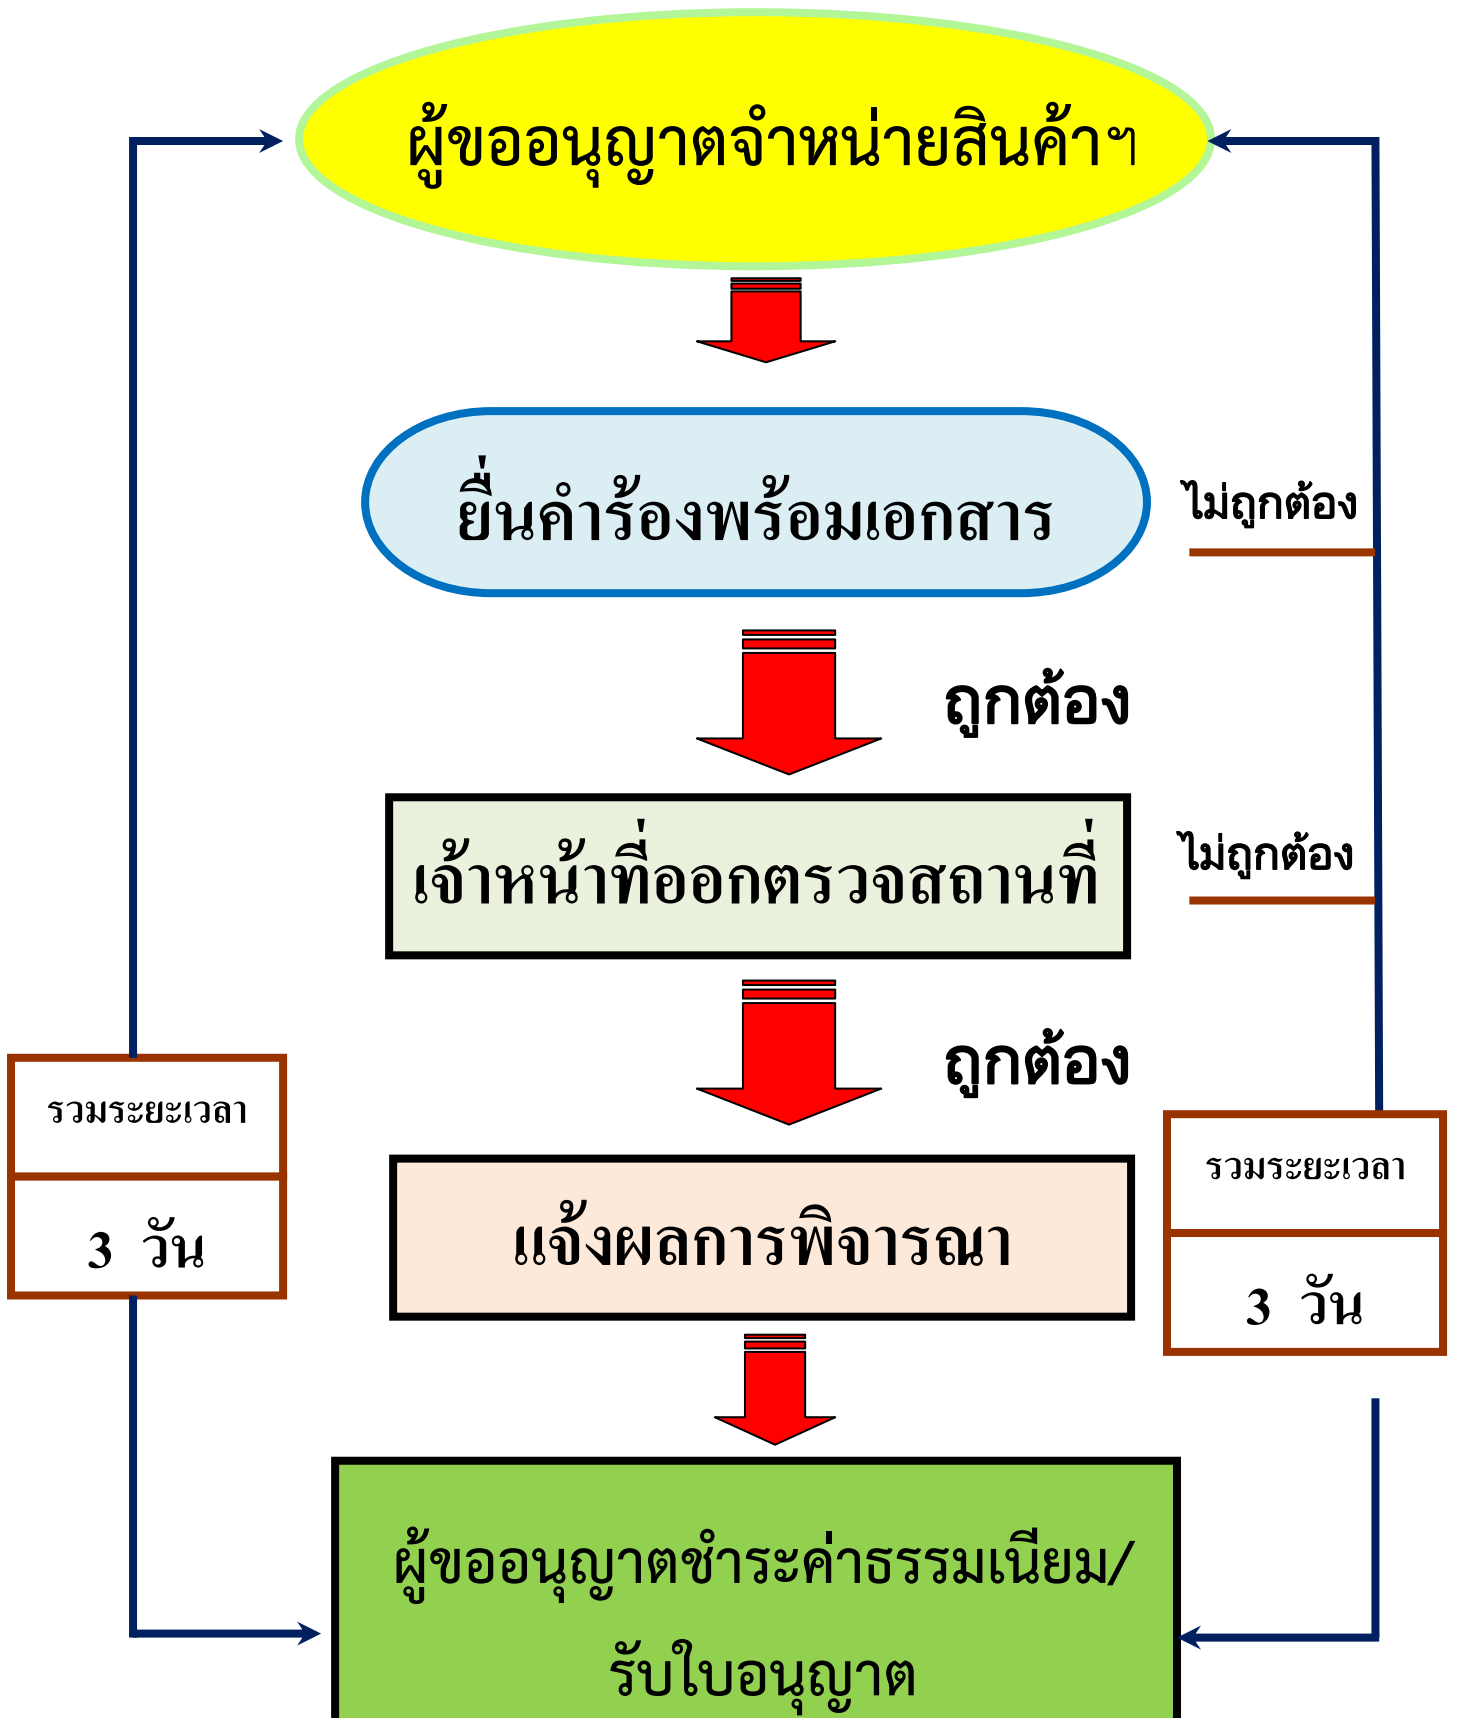 ผู้ขออนุญาตจำหน่ายสินค้าฯ
ยื่นคำร้องพร้อมเอกสาร
ไม่ถูกต้อง
ถูกต้อง
เจ้าหน้าที่ออกตรวจสถานที่
ไม่ถูกต้อง
ถูกต้อง
รวมระยะเวลา
3 วัน
แจ้งผลการพิจารณา
รวมระยะเวลา
3 วัน
ผู้ขออนุญาตชำระค่าธรรมเนียม/
รับใบอนุญาต